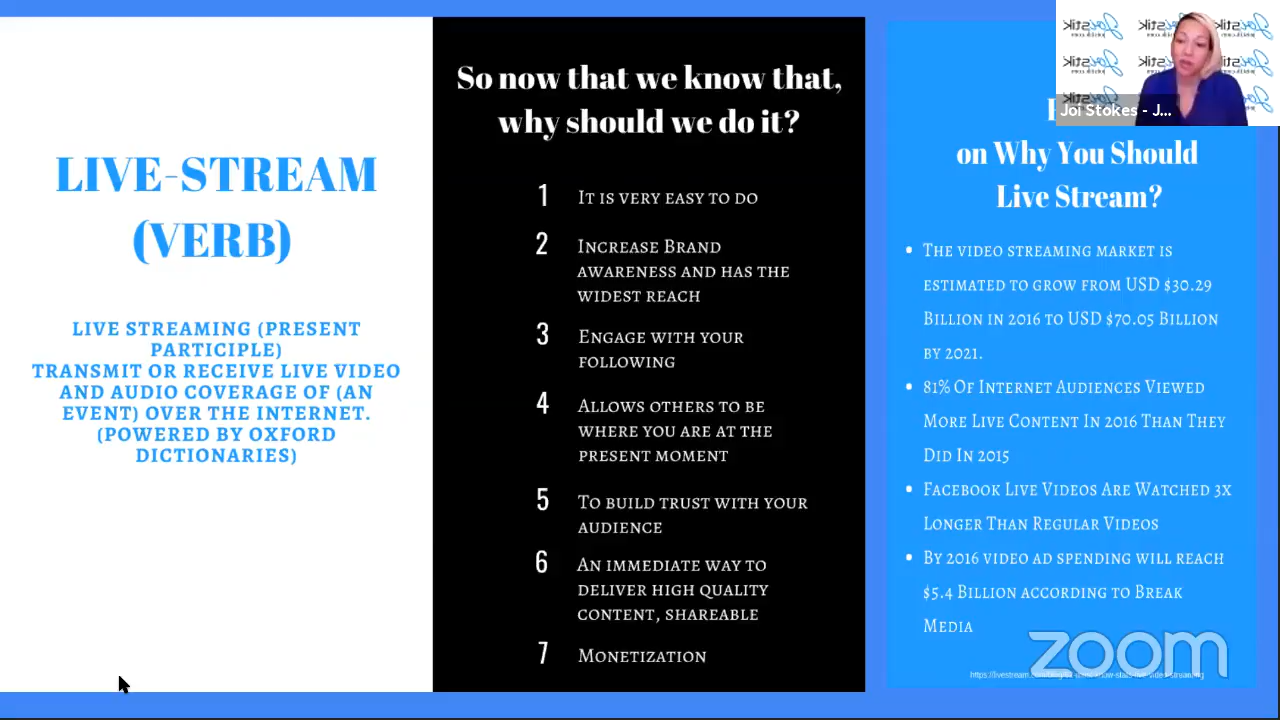 LIVE-STREAM
(VERB)
LIVE STREAMING (PRESENT
PARTICIPLE)
TRANSMIT OR RECEIVE LIVE VIDEO
AND AUDIO COVERAGE OF (AN
EVENT) OVER THE INTERNET.
(POWERED BY OXFORD
DICTIONARIES)
So now that we know that,
why should we do it?
1 It is very easy to do
2 Increase Brand
awareness and has the
widest reach
3 Engage with your
following
4 Allows others to be
where you are at the
present moment
5 To build trust with your
audience
6 An immediate way to
deliver high quality
content, shareable
7 Monetization
Joi Stokes - J...
on Why You Should
Live Stream?
• The video streaming market is
estimated to grow from USD $30.29
Billion in 2016 to USD $70.05 Billion
by 2021.
• 81% Of Internet Audiences Viewed
More Live Content In 2016 Than They
Did In 2015
• Facebook Live Videos Are Watched 3x
Longer Than Regular Videos
• By 2016 video ad spending will reach
$5.4 Billion according to Break
Media
zoom